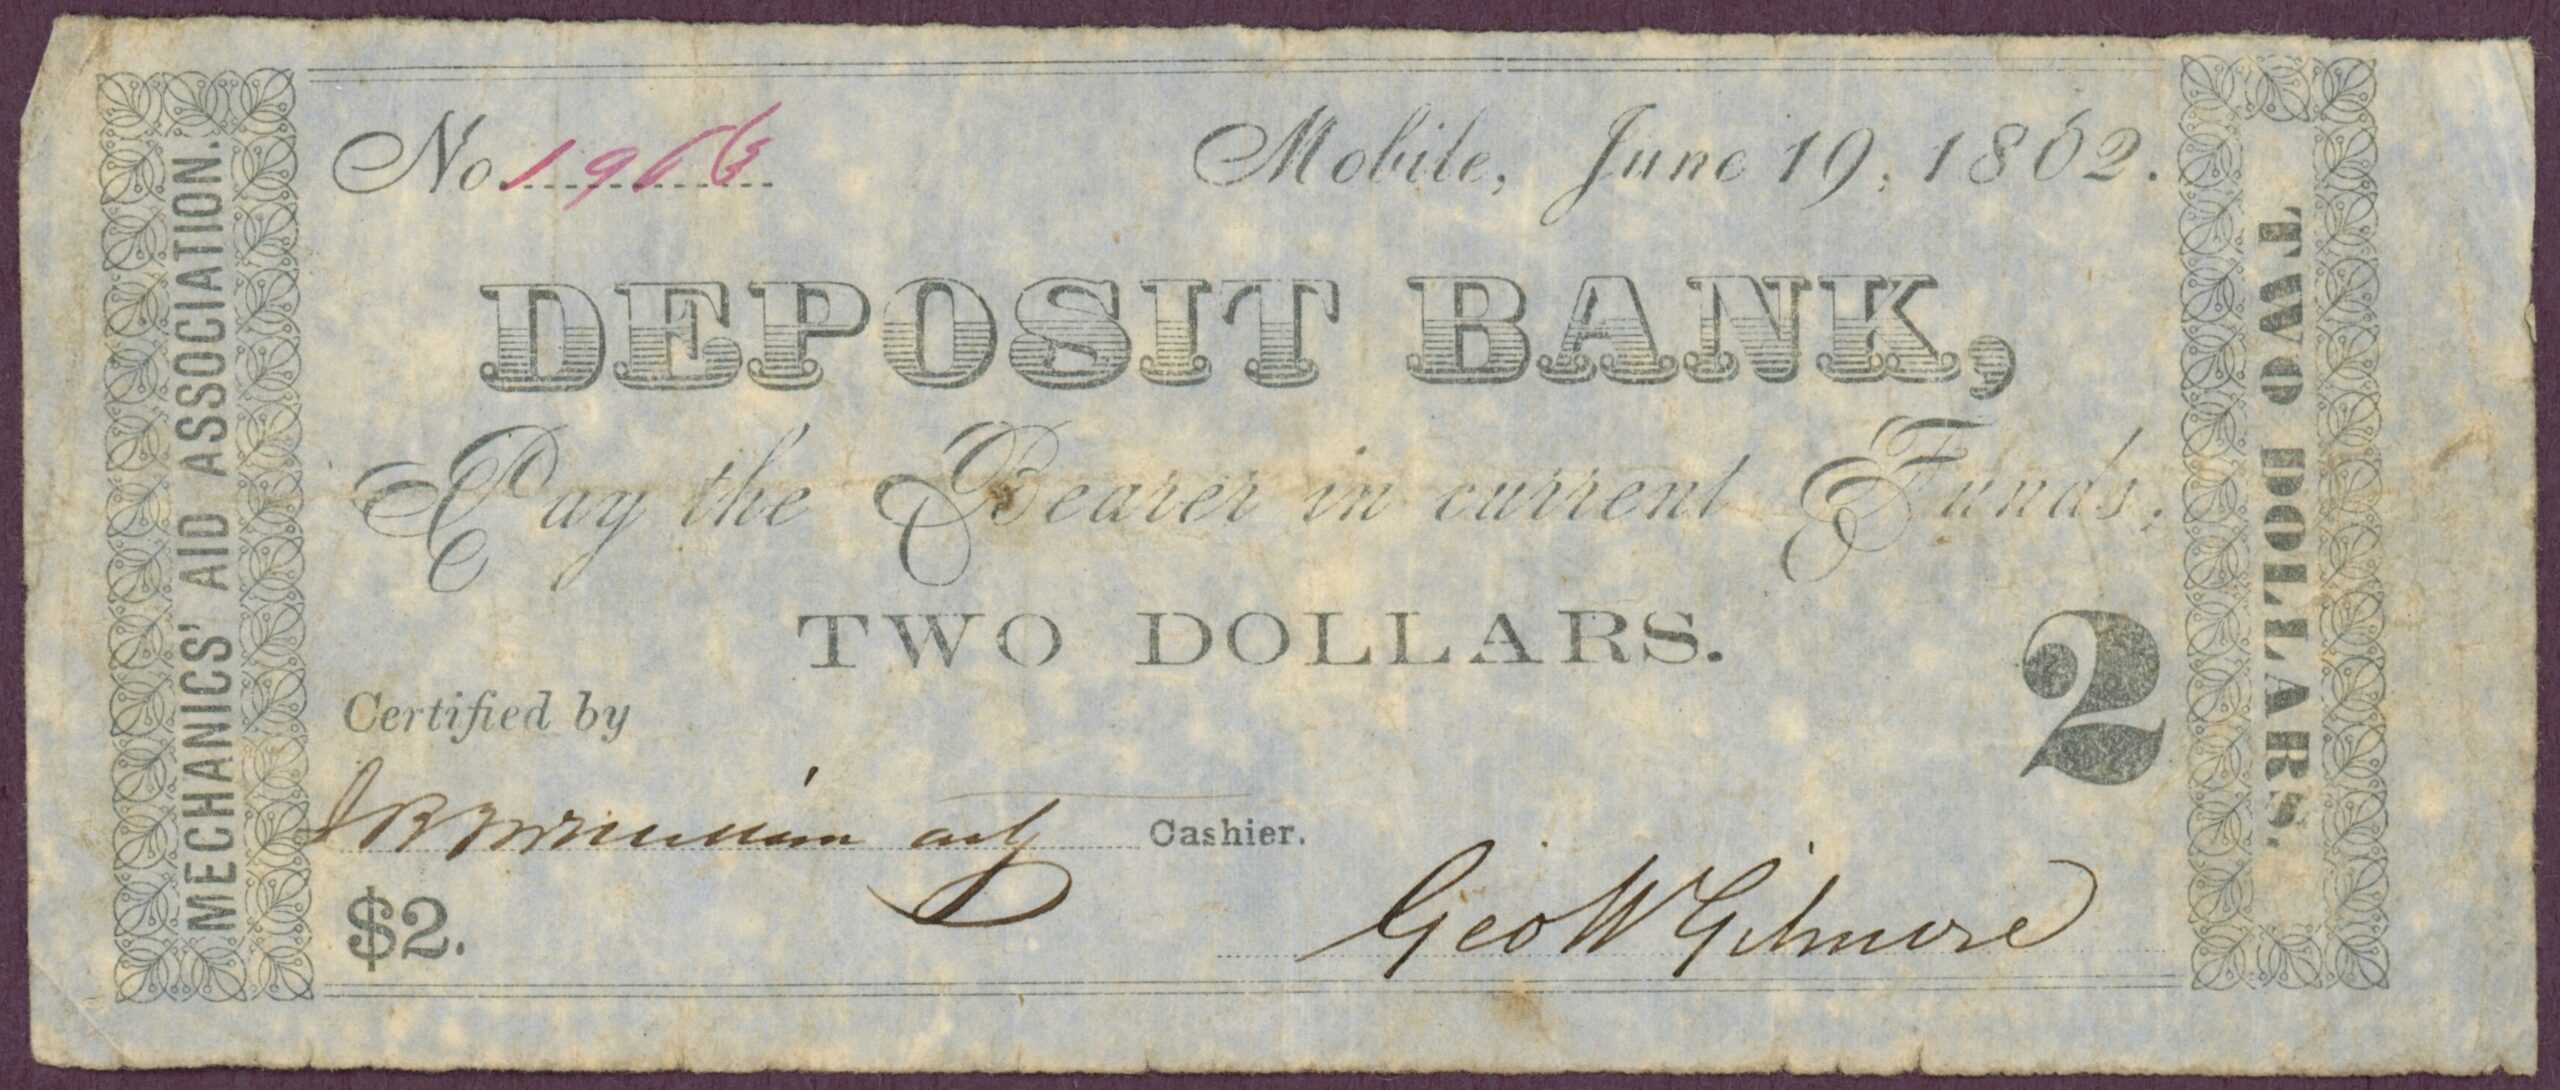 MECHANICS' AID ASSOCIATION.
No. 1966
Mobile, June 19, 1862.
DEPOSIT BANK,
Pay the Bearer in current Funds,
TWO DOLLARS.
2
Certified by
Cashier.
$2.
Geo W Gilmore
TWO DOLLARS.